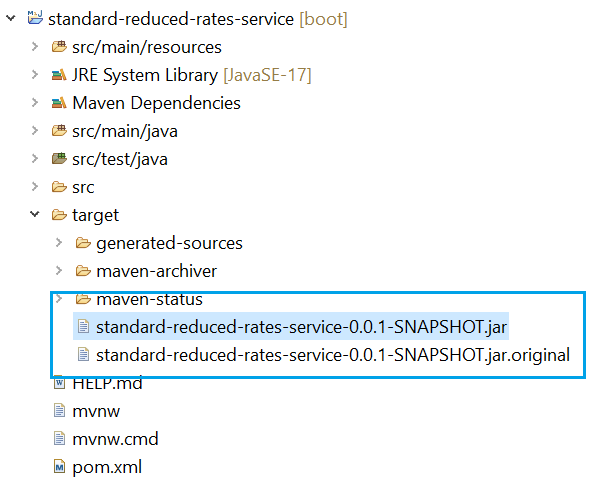 standard-reduced-rates-service [boot]
src/main/resources
JRE System Library [JavaSE-17]
Maven Dependencies
src/main/java
src/test/java
src
target
generated-sources
maven-archiver
maven-status
standard-reduced-rates-service-0.0.1-SNAPSHOT.jar
standard-reduced-rates-service-0.0.1-SNAPSHOT.jar.original
HELP.md
mvnw
mvnw.cmd
pom.xml